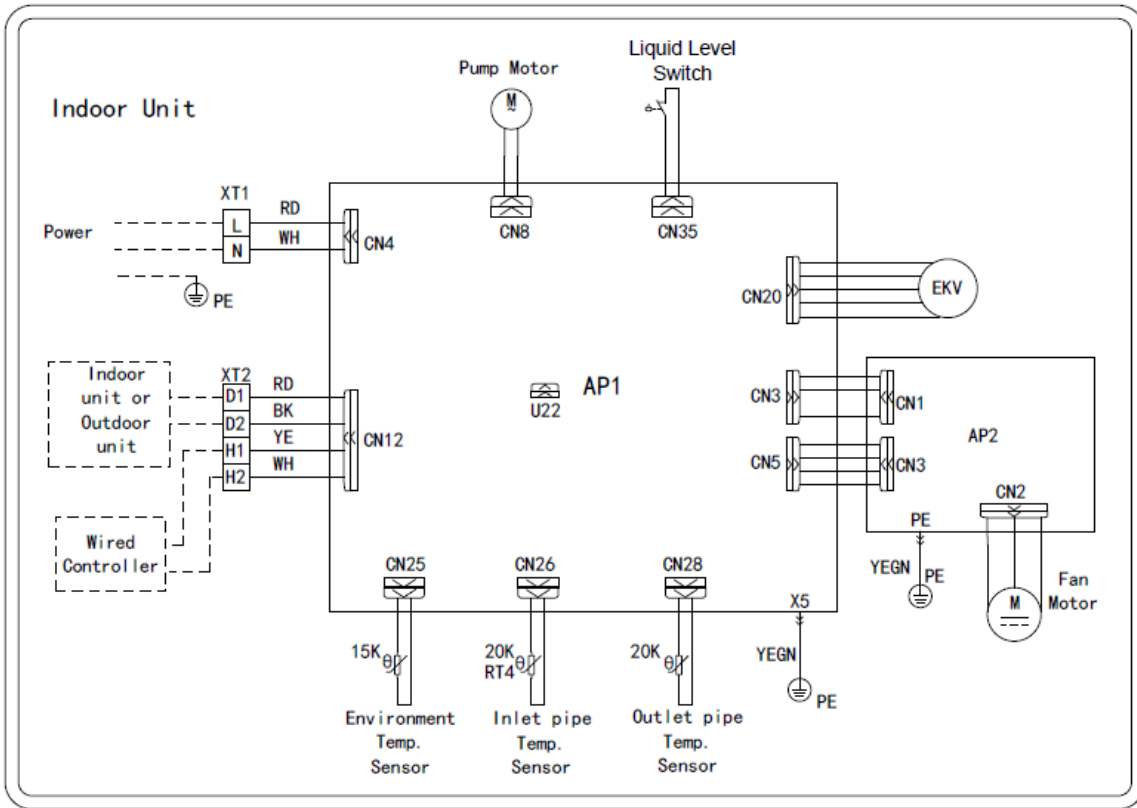 Liquid Level
Switch
Pump Motor
M
~
Indoor Unit
XT1
RD
L
Power
WH
N
CN4
CN8
CN35
PE
CN20
EKV
Indoor
unit or
Outdoor
unit
XT2
RD
D1
BK
D2
YE
H1
WH
H2
CN12
U22
AP1
CN3
CN1
CN5
CN3
AP2
CN2
PE
YEGN
PE
M
Fan
Motor
Wired
Controller
CN25
CN26
CN28
X5
15K
θ
20K
RT4
θ
20K
θ
YEGN
PE
Environment
Temp.
Sensor
Inlet pipe
Temp.
Sensor
Outlet pipe
Temp.
Sensor